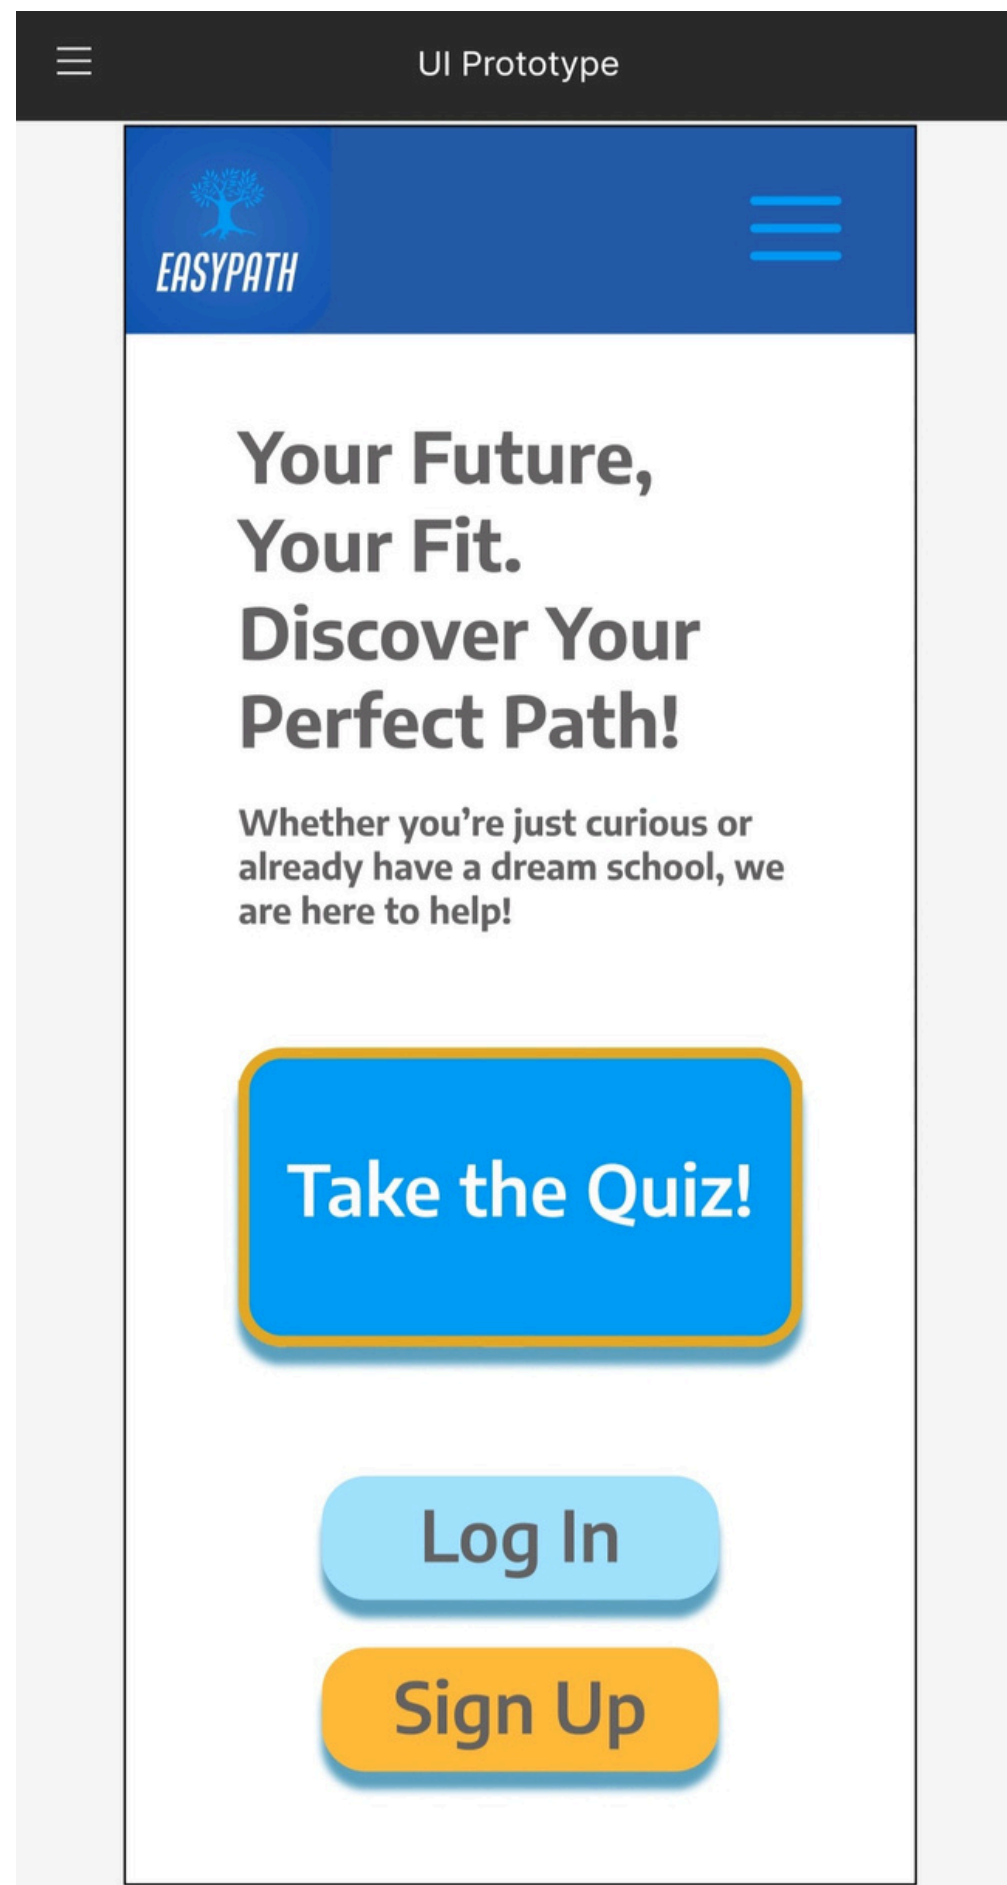 UI Prototype
EASYPATH
Your Future,
Your Fit.
Discover Your
Perfect Path!
Whether you’re just curious or
already have a dream school, we
are here to help!
Take the Quiz!
Log In
Sign Up